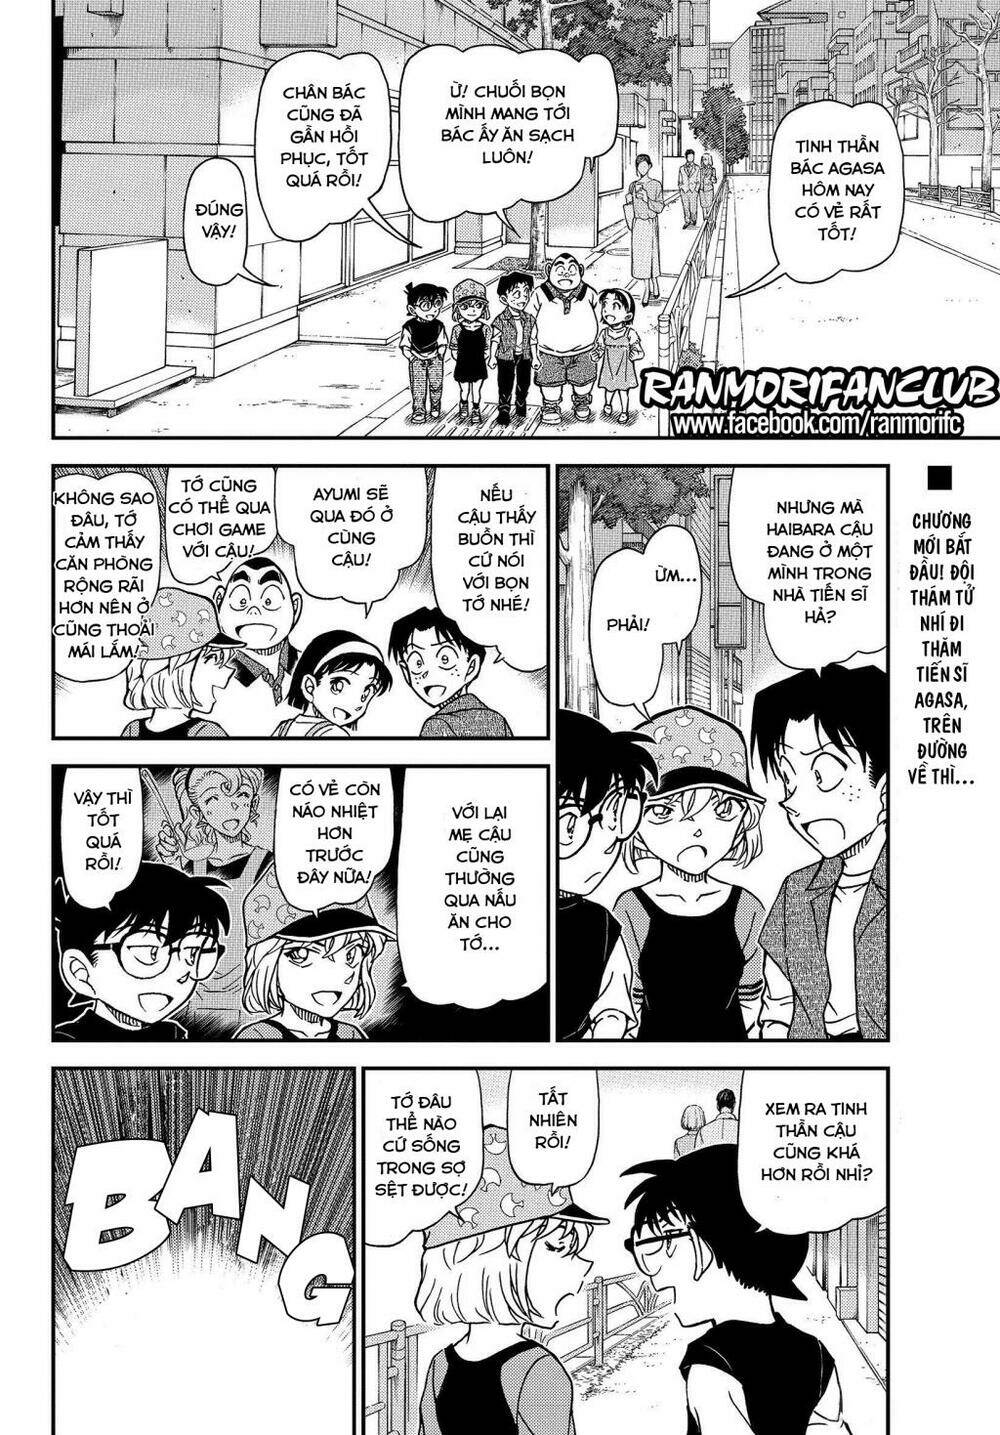 TINH THẦN
BÁC AGASA
HÔM NAY
CÓ VẺ RẤT
TỐT!
Ừ! CHUỐI BỌN
MÌNH MANG TỚI
BÁC ẤY ĂN SẠCH
LUÔN!
CHÂN BÁC
CŨNG ĐÃ
GẦN HỒI
PHỤC, TỐT
QUÁ RỒI!
ĐÚNG
VẬY!
RANMORIFANCLUB
www.facebook.com/ranmorifc
CHƯƠNG
MỚI BẮT
ĐẦU! ĐỘI
THÁM TỬ
NHÍ ĐI
THĂM
TIẾN SĨ
AGASA,
TRÊN
ĐƯỜNG
VỀ THÌ...
NHƯNG MÀ
HAIBARA CẬU
ĐANG Ở MỘT
MÌNH TRONG
NHÀ TIẾN SĨ
HẢ?
ỪM...
PHẢI!
NẾU
CẬU THẤY
BUỒN THÌ
CỨ NÓI
VỚI BỌN
TỚ NHÉ!
AYUMI SẼ
QUA ĐÓ Ở
CÙNG
CẬU!
TỚ CŨNG
CÓ THỂ QUA
CHƠI GAME
VỚI CẬU!
KHÔNG SAO
ĐÂU, TỚ
CẢM THẤY
CĂN PHÒNG
RỘNG RÃI
HƠN NÊN Ở
CŨNG THOẢI
MÁI LẮM!
VỚI LẠI
MẸ CẬU
CŨNG
THƯỜNG
QUA NẤU
ĂN CHO
TỚ...
CÓ VẺ CÒN
NÁO NHIỆT
HƠN
TRƯỚC
ĐÂY NỮA!
VẬY THÌ
TỐT
QUÁ
RỒI!
XEM RA TINH
THẦN CẬU
CŨNG KHÁ
HƠN RỒI NHỈ?
TẤT
NHIÊN
RỒI!
TỚ ĐÂU
THỂ NÀO
CỨ SỐNG
TRONG SỢ
SỆT ĐƯỢC!
BANG